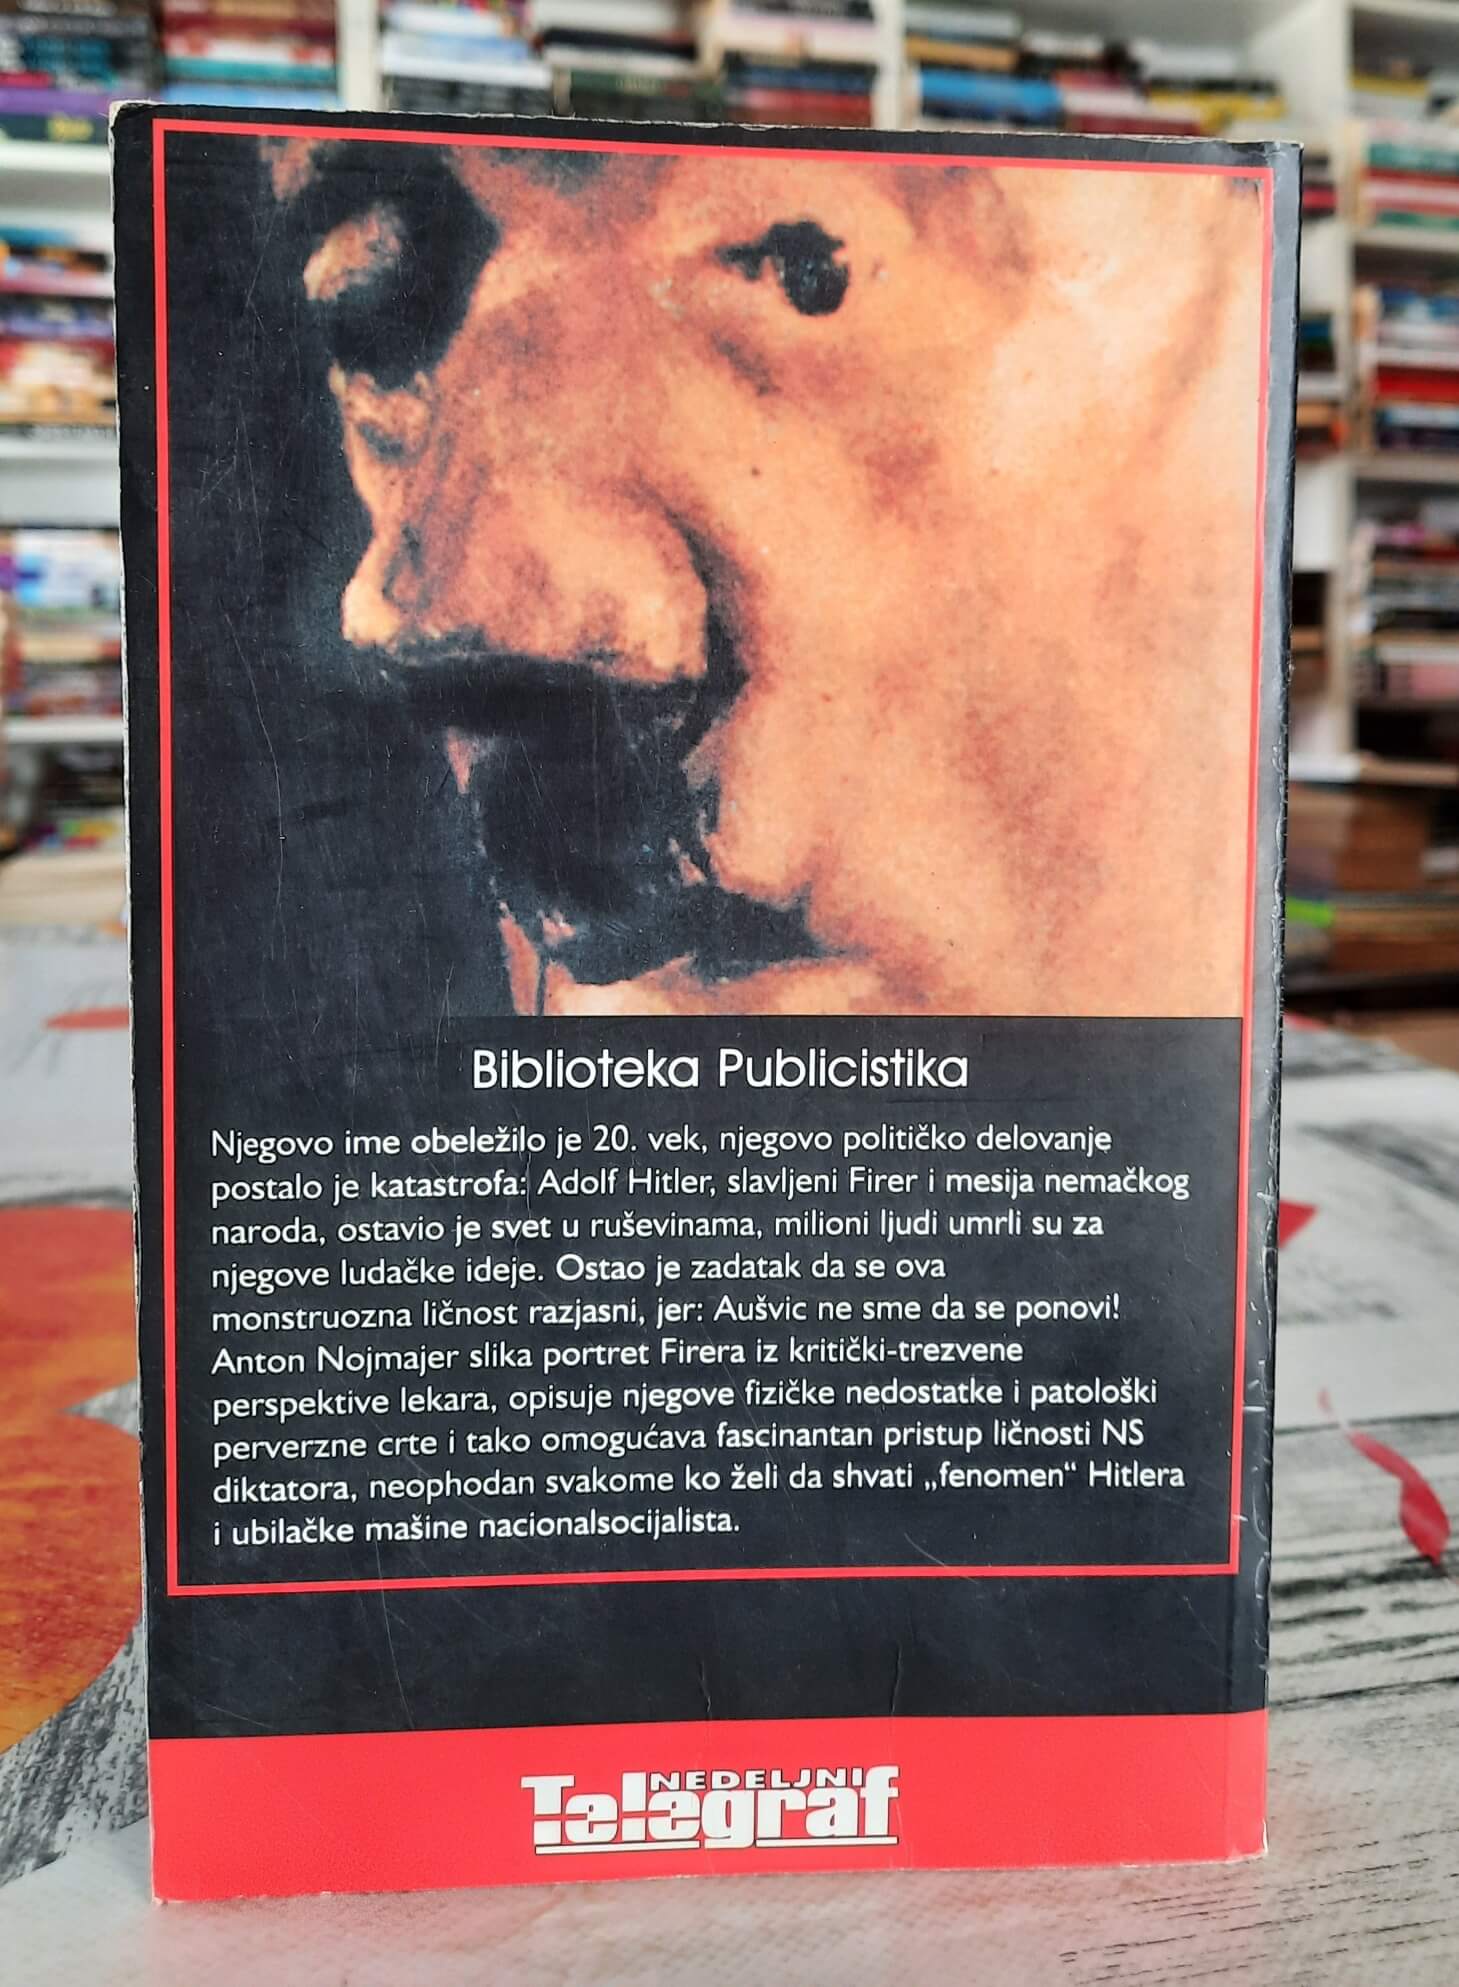 Biblioteka Publicistika
Njegovo ime obeležilo je 20. vek, njegovo političko delovanje
postalo je katastrofa: Adolf Hitler, slavljeni Firer i mesija nemačkog
naroda, ostavio je svet u ruševinama, milioni ljudi umrli su za
njegove ludačke ideje. Ostao je zadatak da se ova
monstruozna ličnost razjasni, jer: Aušvic ne sme da se ponovi!
Anton Nojmajer slika portret Firera iz kritički-trezvene
perspektive lekara, opisuje njegove fizičke nedostatke i patološki
perverzne crte i tako omogućava fascinantan pristup ličnosti NS
diktatora, neophodan svakome ko želi da shvati „fenomen“ Hitlera
i ubilačke mašine nacionalsocijalista.
NEDELJNI
Telegraf